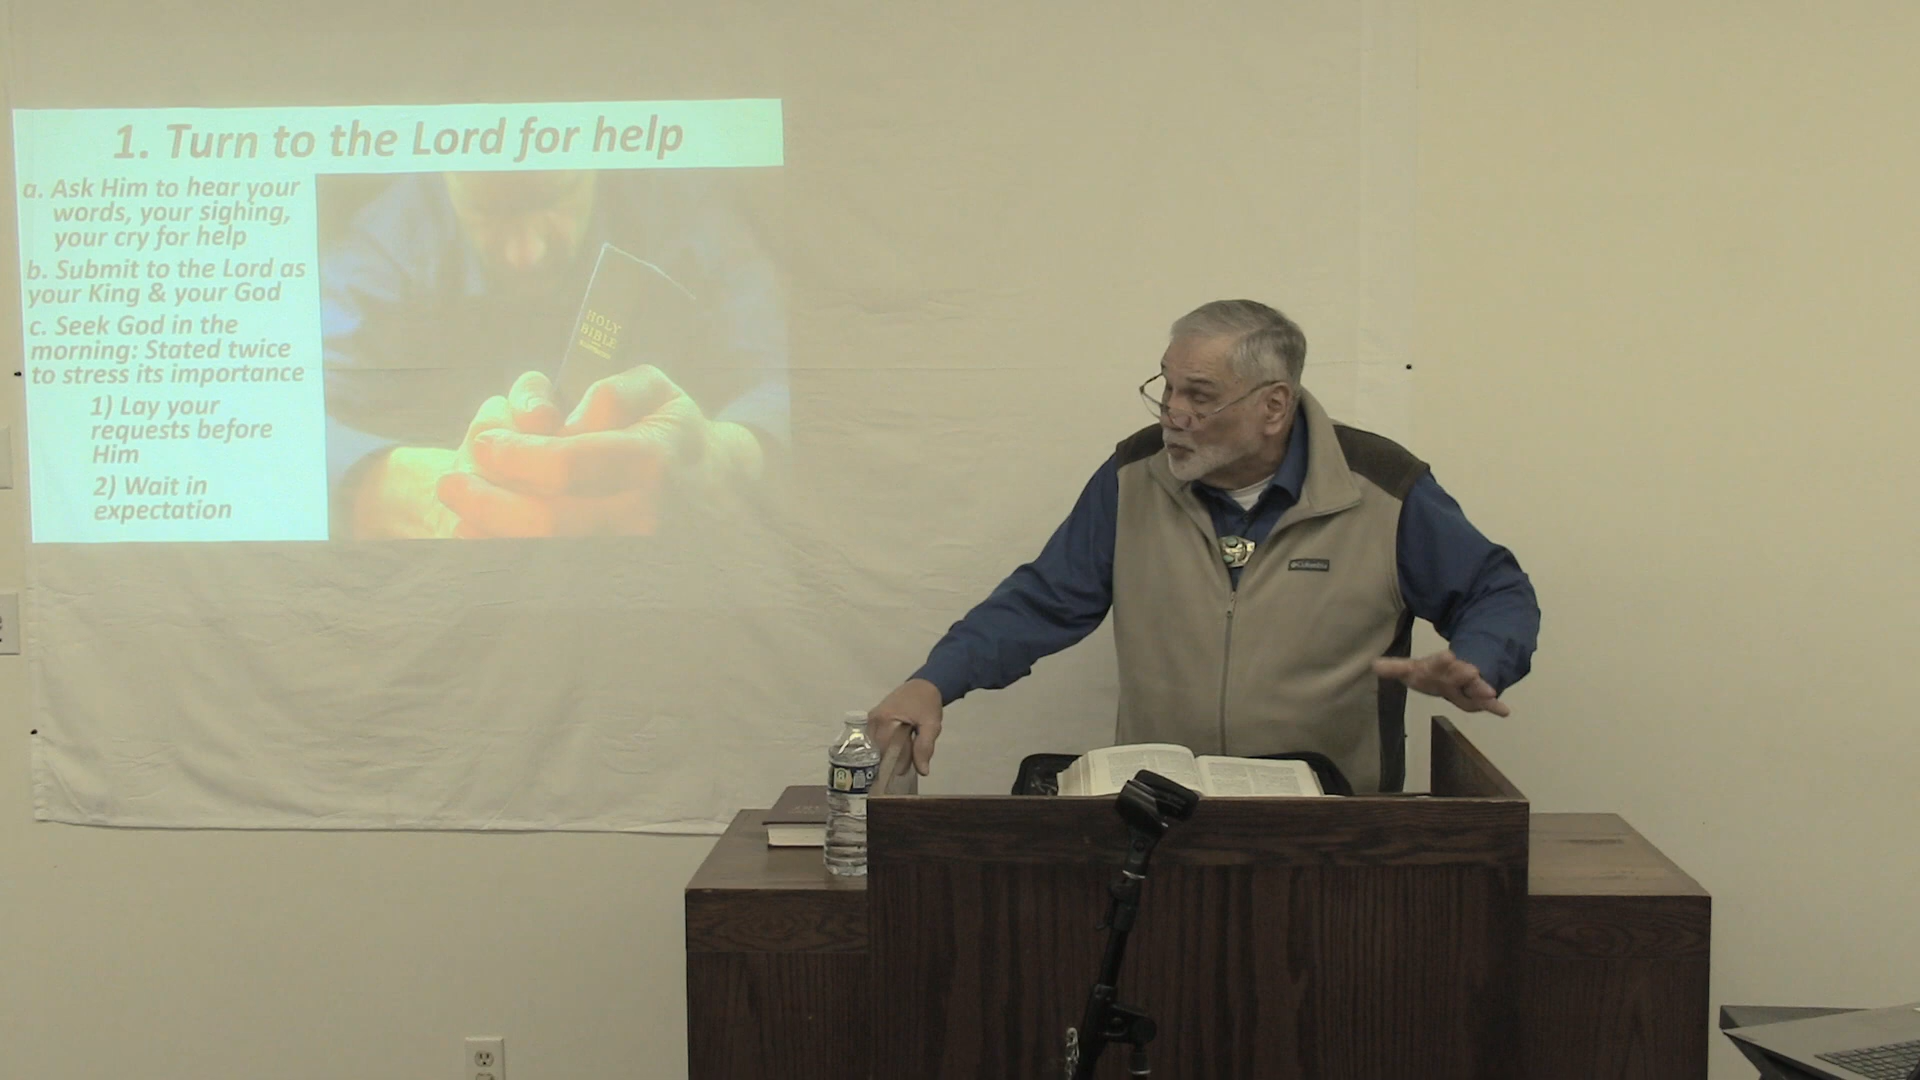 1. Turn to the Lord for help
a. Ask Him to hear your
words, your sighing,
your cry for help
b. Submit to the Lord as
your King & your God
c. Seek God in the
morning: Stated twice
to stress its importance
1) Lay your
requests before
Him
2) Wait in
expectation
HOLY
BIBLE
Columbia